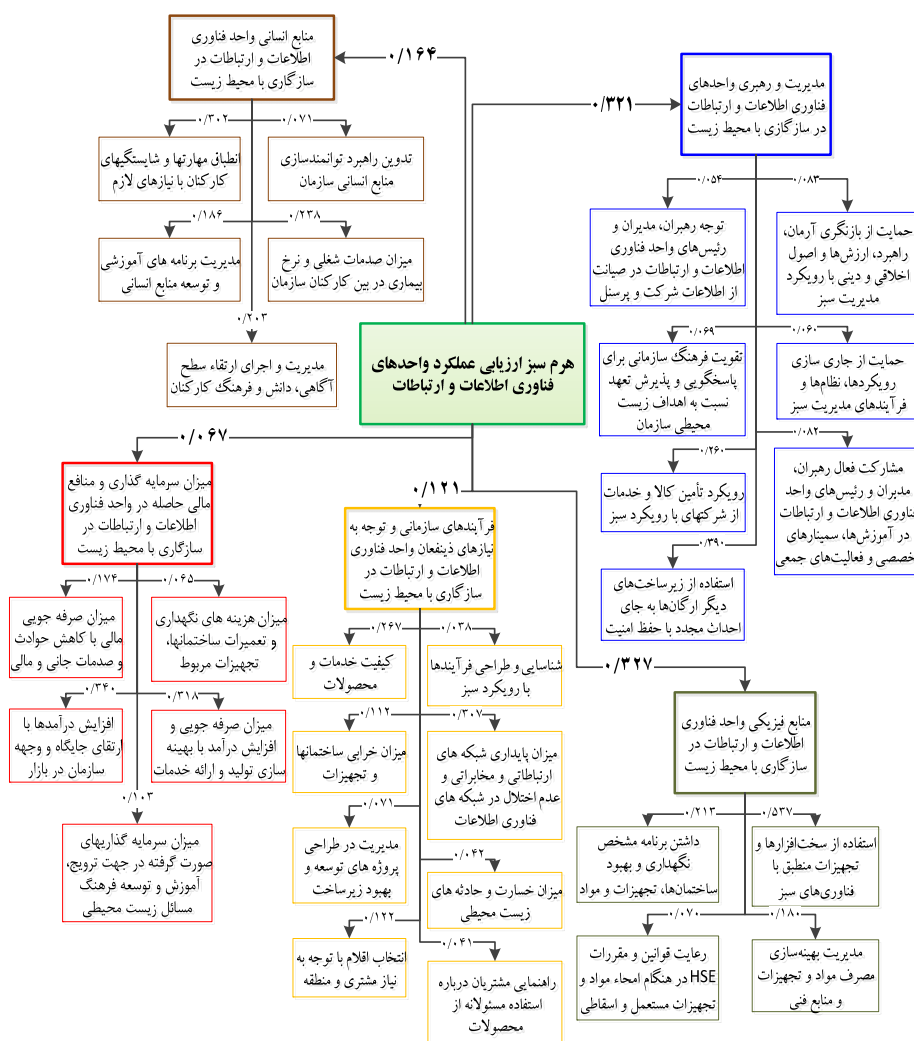 منابع انسانی واحد فناوری
اطلاعات و ارتباطات در
سازگاری با محیط زیست
۰/۱۶۴
۰/۳۰۲
۰/۰۷۱
انطباق مهارتها و شایستگیهای
کارکنان با نیازهای لازم
تدوین راهبرد توانمندسازی
منابع انسانی سازمان
۰/۱۸۶
۰/۲۳۸
مدیریت برنامه های آموزشی
و توسعه منابع انسانی
میزان صدمات شغلی و نرخ
بیماری در بین کارکنان سازمان
۰/۲۰۳
مدیریت و اجرای ارتقاء سطح
آگاهی، دانش و فرهنگ کارکنان
مدیریت و رهبری واحدهای
فناوری اطلاعات و ارتباطات
در سازگازی با محیط زیست
۰/۳۲۱
۰/۰۵۴
۰/۰۸۳
توجه رهبران، مدیران و
رئیس‌های واحد فناوری
اطلاعات و ارتباطات در صیانت
از اطلاعات شرکت و پرسنل
حمایت از بازنگری آرمان،
راهبرد، ارزش‌ها و اصول
اخلاقی و دینی با رویکرد
مدیریت سبز
۰/۰۶۹
۰/۰۶۰
تقویت فرهنگ سازمانی برای
پاسخگویی و پذیرش تعهد
نسبت به اهداف زیست
محیطی سازمان
حمایت از جاری سازی
رویکردها، نظام‌ها و
فرآیندهای مدیریت سبز
۰/۲۶۰
۰/۰۸۲
رویکرد تأمین کالا و خدمات
از شرکتهای با رویکرد سبز
مشارکت فعال رهبران،
مدیران و رئیس‌های واحد
فناوری اطلاعات و ارتباطات
در آموزش‌ها، سمینارهای
تخصصی و فعالیت‌های جمعی
۰/۳۹۰
استفاده از زیرساخت‌های
دیگر ارگان‌ها به جای
احداث مجدد با حفظ امنیت
هرم سبز ارزیابی عملکرد واحدهای
فناوری اطلاعات و ارتباطات
۰/۰۶۷
میزان سرمایه گذاری و منافع
مالی حاصله در واحد فناوری
اطلاعات و ارتباطات در
سازگاری با محیط زیست
۰/۱۷۴
۰/۰۶۵
میزان صرفه جویی
مالی با کاهش حوادث
و صدمات جانی و مالی
میزان هزینه های نگهداری
و تعمیرات ساختمانها،
تجهیزات مربوط
۰/۳۴۰
۰/۳۱۸
افزایش درآمدها با
ارتقای جایگاه و وجهه
سازمان در بازار
میزان صرفه جویی و
افزایش درآمد با بهینه
سازی تولید و ارائه خدمات
۰/۱۰۳
میزان سرمایه گذاریهای
صورت گرفته در جهت ترویج،
آموزش و توسعه فرهنگ
مسائل زیست محیطی
۰/۱۲۱
فرآیندهای سازمانی و توجه به
نیازهای ذینفعان واحد فناوری
اطلاعات و ارتباطات در
سازگاری با محیط زیست
۰/۲۶۷
۰/۰۳۸
کیفیت خدمات و
محصولات
شناسایی و طراحی فرآیندها
با رویکرد سبز
۰/۱۱۲
۰/۳۰۷
میزان خرابی ساختمانها
و تجهیزات
میزان پایداری شبکه های
ارتباطاتی و مخابراتی و
عدم اختلال در شبکه های
فناوری اطلاعات
۰/۰۷۱
مدیریت در طراحی
پروژه های توسعه و
بهبود زیرساخت
۰/۰۴۲
میزان خسارت و حادثه های
زیست محیطی
۰/۱۲۲
انتخاب اقلام با توجه به
نیاز مشتری و منطقه
۰/۰۴۱
راهنمایی مشتریان درباره
استفاده مسئولانه از
محصولات
۰/۳۲۷
منابع فیزیکی واحد فناوری
اطلاعات و ارتباطات در
سازگاری با محیط زیست
۰/۲۱۳
۰/۵۳۷
داشتن برنامه مشخص
نگهداری و بهبود
ساختمان‌ها، تجهیزات و مواد
استفاده از سخت‌افزارها و
تجهیزات منطبق با
فناوری‌های سبز
۰/۰۷۰
۰/۱۸۰
رعایت قوانین و مقررات
HSE در هنگام امحاء مواد و
تجهیزات مستعمل و اسقاطی
مدیریت بهینه‌سازی
مصرف مواد و تجهیزات
و منابع فنی